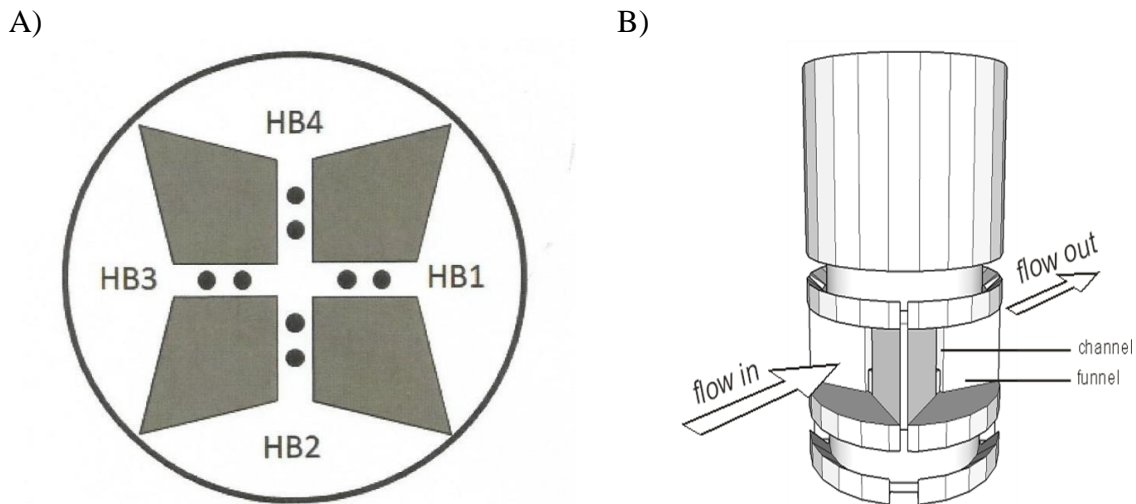 A)
B)
HB4
HB3
HB1
HB2
flow in
flow out
channel
funnel